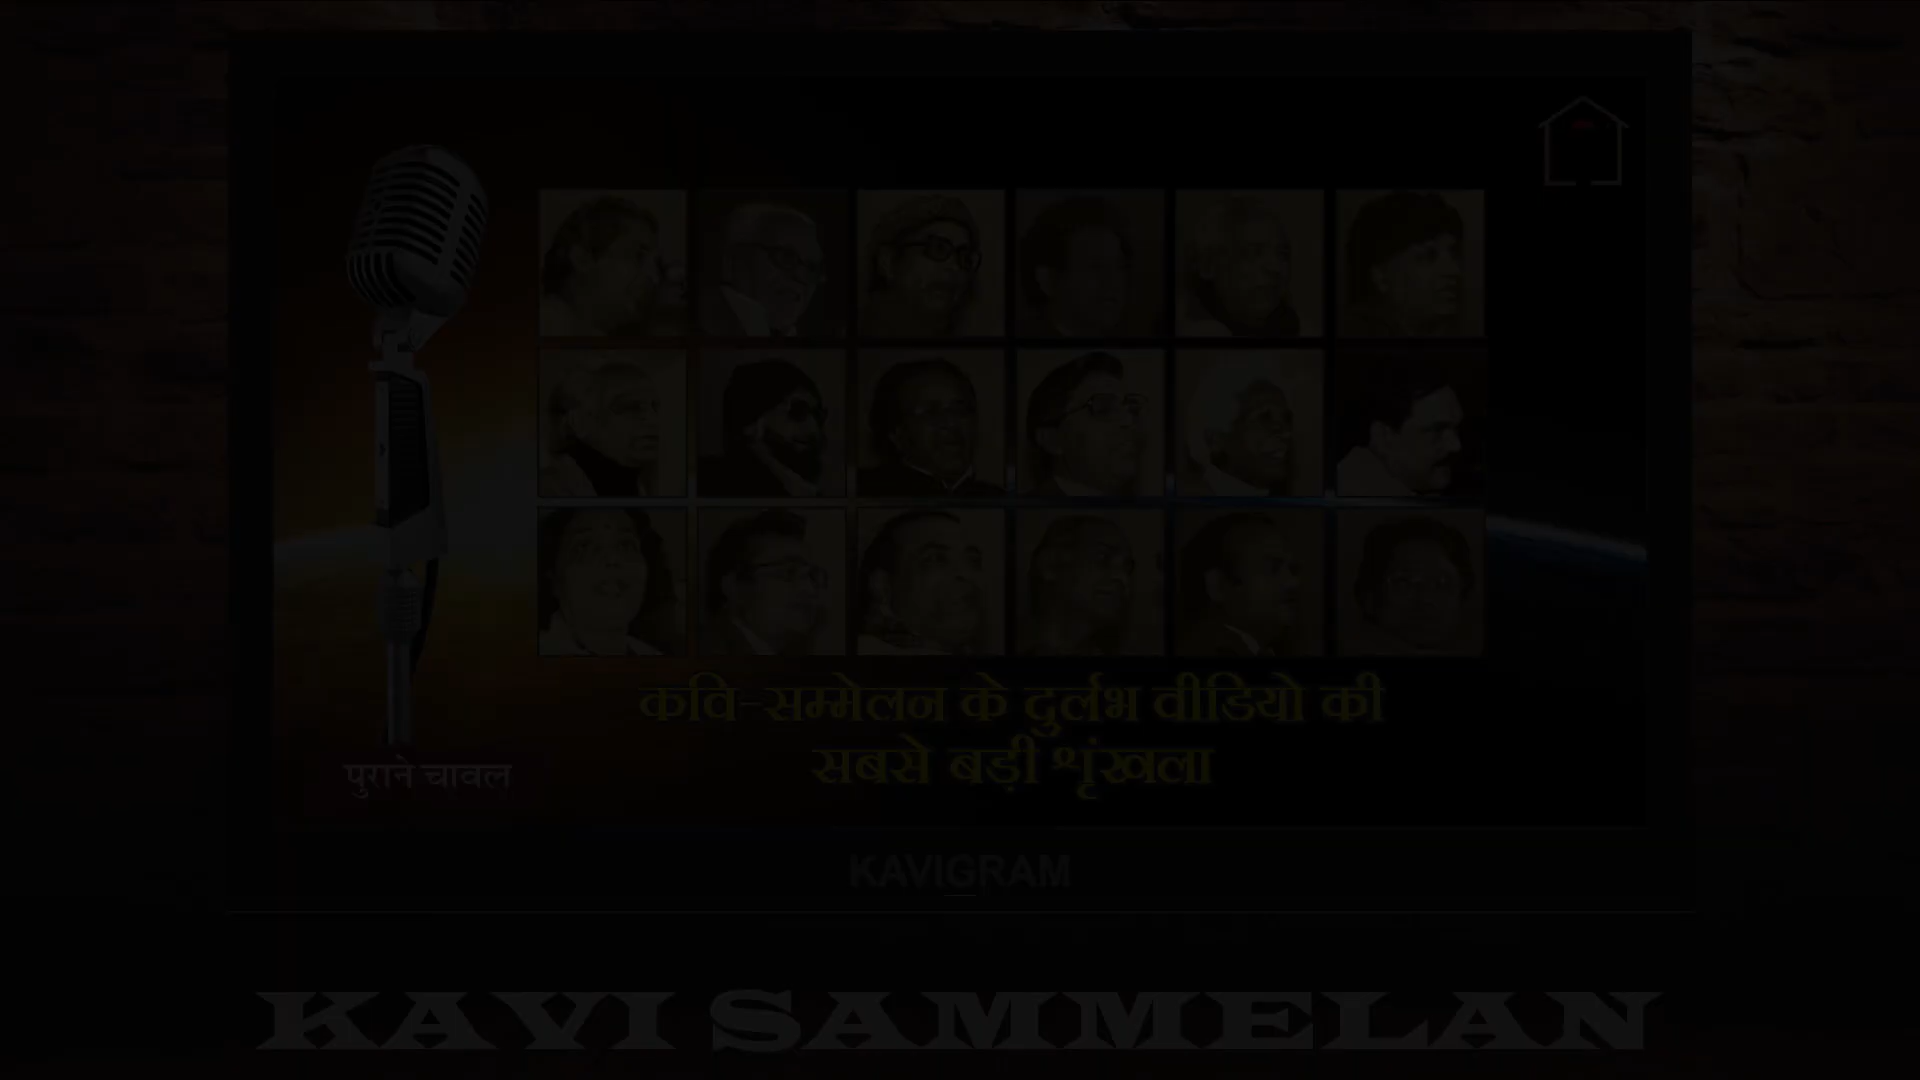 कवि-सम्मेलन के दुर्लभ वीडियो की
सबसे बड़ी शृंखला
पुराने चावल
KAVIGRAM
KAVI SAMMELAN